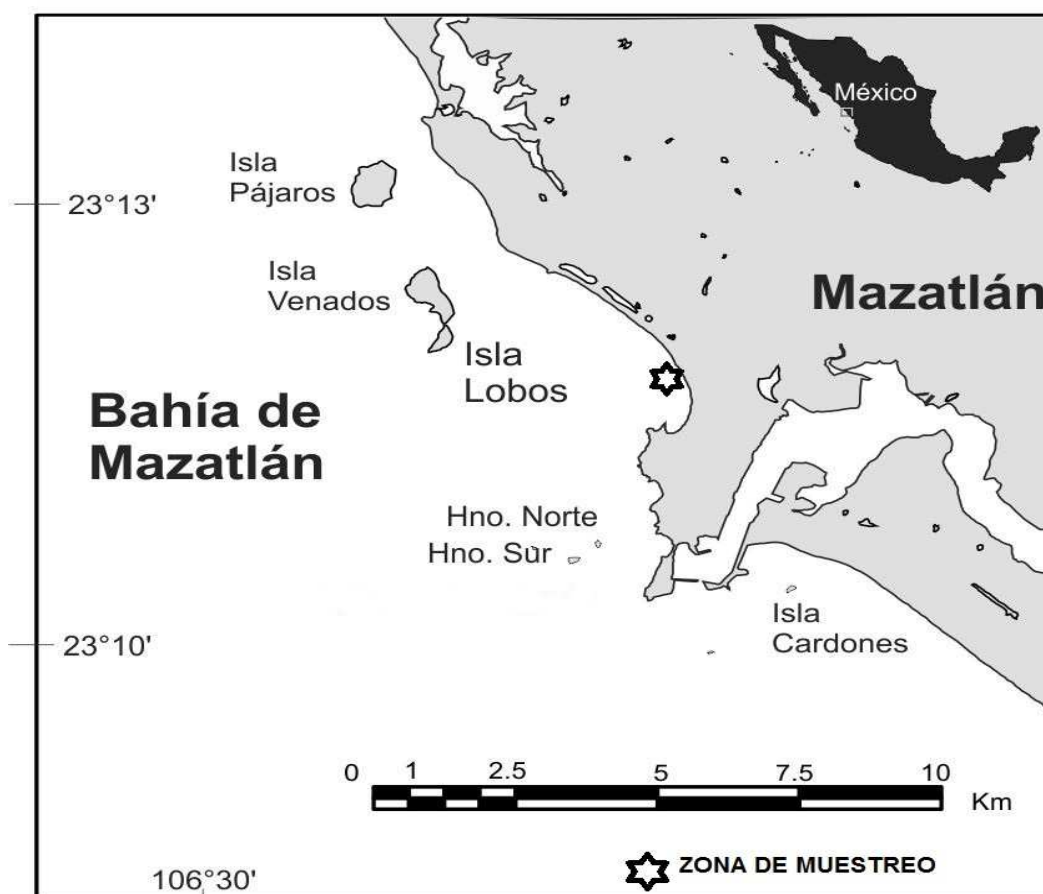 México
Isla
Pájaros
23°13'
Isla
Venados
Mazatlán
Isla
Lobos
Bahía de
Mazatlán
Hno. Norte
Hno. Sur
Isla
Cardones
23°10'
0 1 2.5 5 7.5 10
Km
ZONA DE MUESTREO
106°30'